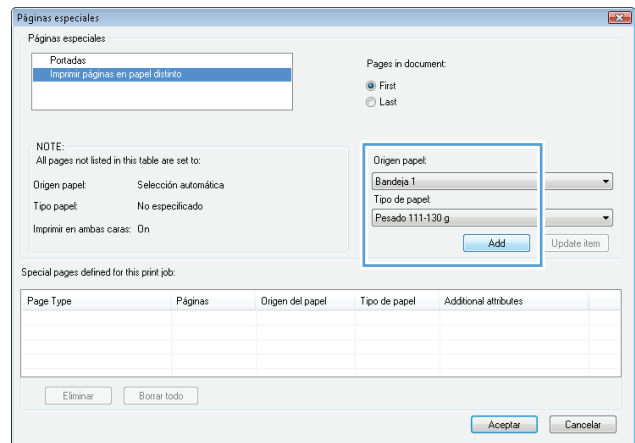 Páginas especiales
Páginas especiales
Portadas
Imprimir páginas en papel distinto
Pages in document:
First
Last
NOTE:
All pages not listed in this table are set to:
Origen papel: Selección automática
Tipo papel: No especificado
Imprimir en ambas caras: On
Origen papel:
Bandeja 1
Tipo de papel:
Pesado 111-130 g
Add Update item
Special pages defined for this print job:
Page Type Páginas Origen del papel Tipo de papel Additional attributes
Eliminar Borrar todo
Aceptar Cancelar